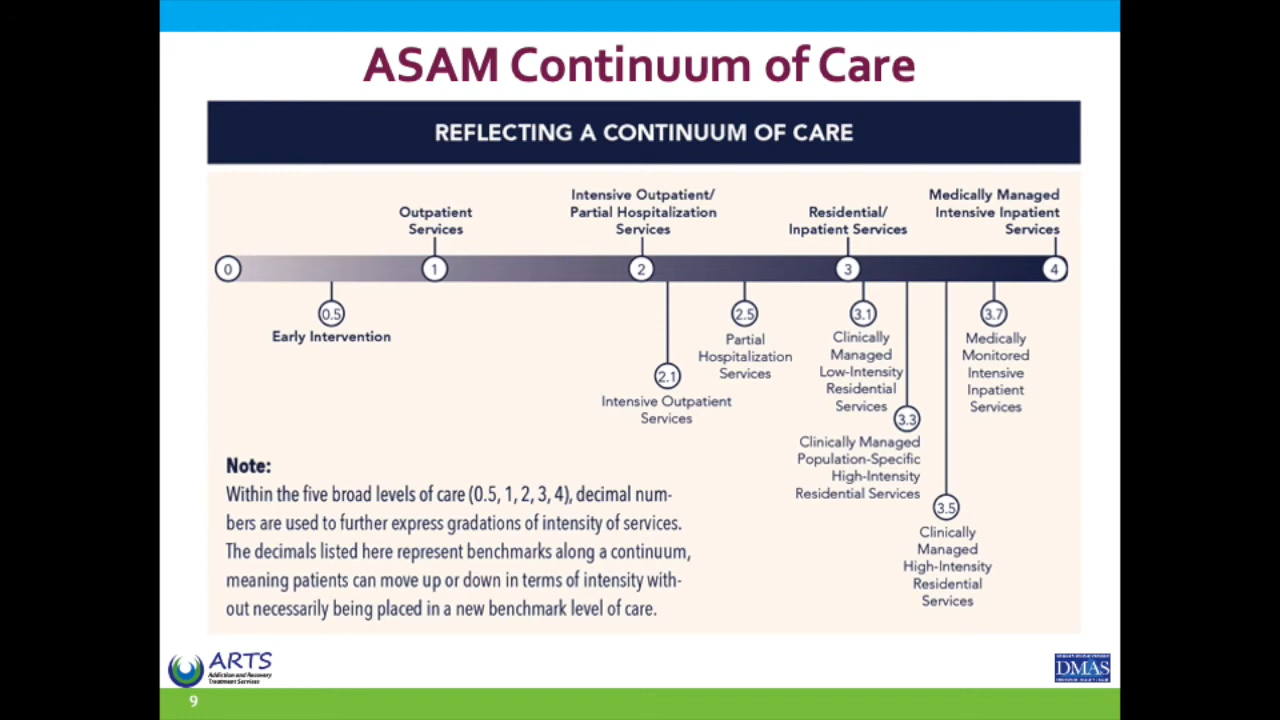 ASAM Continuum of Care
REFLECTING A CONTINUUM OF CARE
Outpatient
Services
Intensive Outpatient/
Partial Hospitalization
Services
Residential/
Inpatient Services
Medically Managed
Intensive Inpatient
Services
0
1
2
3
4
0.5
Early Intervention
2.1
Intensive Outpatient
Services
2.5
Partial
Hospitalization
Services
3.1
Clinically
Managed
Low-Intensity
Residential
Services
3.3
Clinically Managed
Population-Specific
High-Intensity
Residential Services
3.5
Clinically
Managed
High-Intensity
Residential
Services
3.7
Medically
Monitored
Intensive
Inpatient
Services
Note:
Within the five broad levels of care (0.5, 1, 2, 3, 4), decimal num-
bers are used to further express gradations of intensity of services.
The decimals listed here represent benchmarks along a continuum,
meaning patients can move up or down in terms of intensity with-
out necessarily being placed in a new benchmark level of care.
ARTS
Addiction and Recovery
Treatment Services
DMAS
9